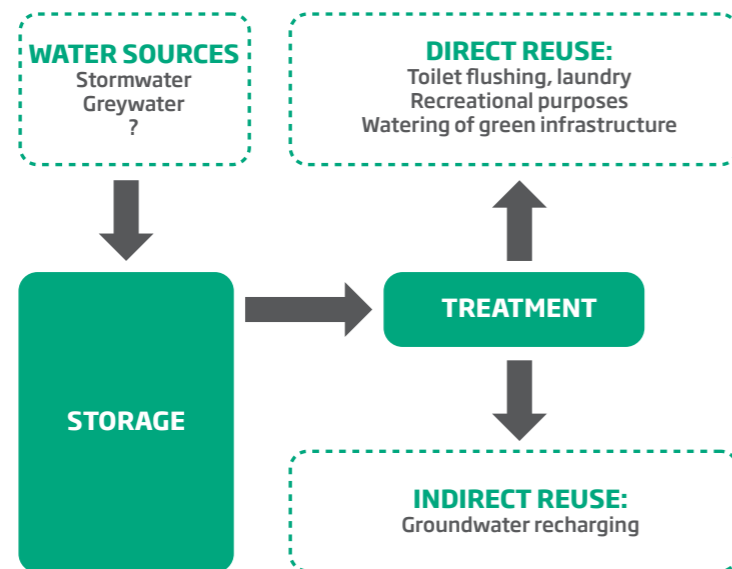 WATER SOURCES
Stormwater
Greywater
?
DIRECT REUSE:
Toilet flushing, laundry
Recreational purposes
Watering of green infrastructure
STORAGE
TREATMENT
INDIRECT REUSE:
Groundwater recharging